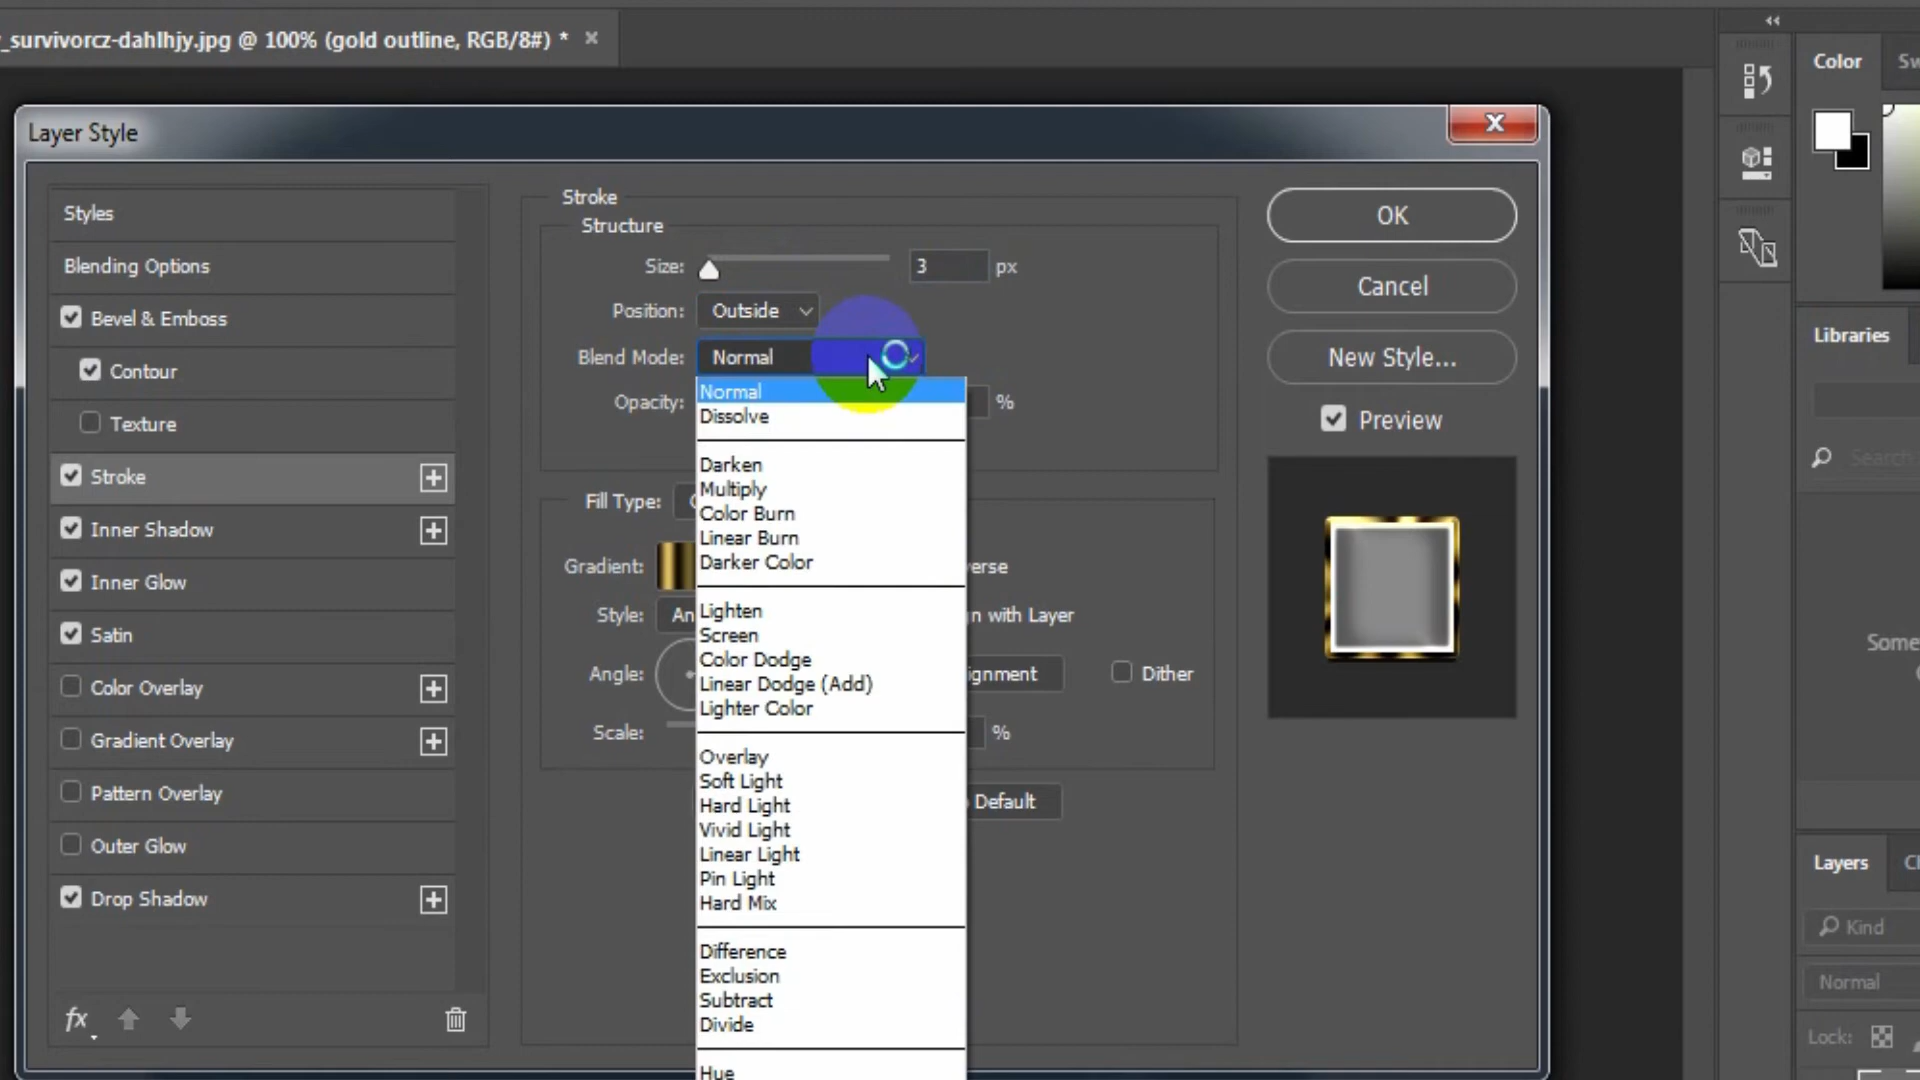 _survivorcz-dahlhjy.jpg @ 100% (gold outline, RGB/8#) *
Color
Layer Style
Styles
Blending Options
Bevel & Emboss
Contour
Texture
Stroke
Inner Shadow
Inner Glow
Satin
Color Overlay
Gradient Overlay
Pattern Overlay
Outer Glow
Drop Shadow
fx
Stroke
Structure
Size: 3 px
Position: Outside
Blend Mode: Normal
Opacity: %
Fill Type:
Gradient:
Style:
Angle:
Dither
Scale: %
with Layer
Default
Normal
Dissolve
Darken
Multiply
Color Burn
Linear Burn
Darker Color
Lighten
Screen
Color Dodge
Linear Dodge (Add)
Lighter Color
Overlay
Soft Light
Hard Light
Vivid Light
Linear Light
Pin Light
Hard Mix
Difference
Exclusion
Subtract
Divide
Hue
OK
Cancel
New Style...
Preview
Libraries
Search
Some
Layers
Kind
Normal
Lock: